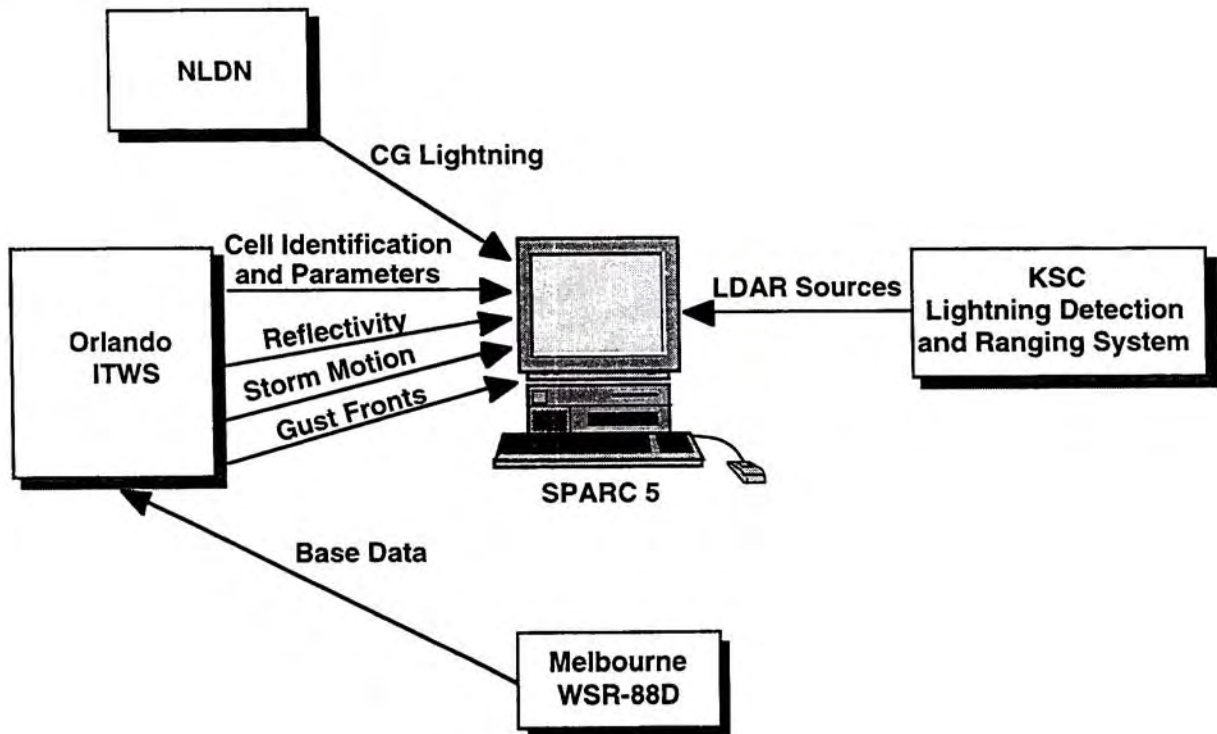 NLDN
CG Lightning
Cell Identification
and Parameters
Reflectivity
Storm Motion
Gust Fronts
Orlando
ITWS
LDAR Sources
KSC
Lightning Detection
and Ranging System
SPARC 5
Base Data
Melbourne
WSR-88D